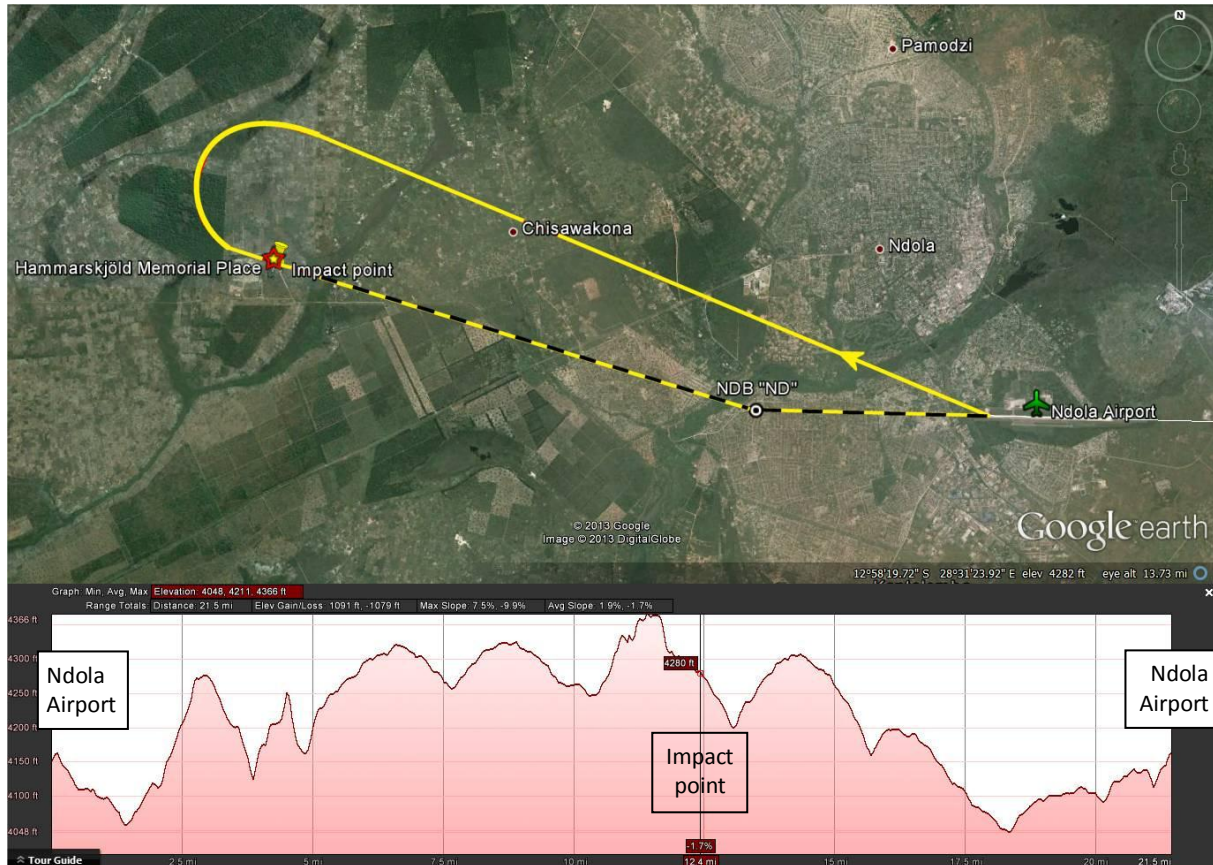 N
Pamodzi
Chisawakona
Ndola
Hammarskjöld Memorial Place
Impact point
NDB "ND"
Ndola Airport
© 2013 Google
Image © 2013 DigitalGlobe
Google earth
12°58'19.72" S 28°31'23.92" E elev 4282 ft eye alt 13.73 mi
Graph: Min, Avg, Max Elevation: 4048, 4211, 4366 ft
Range Totals: Distance: 21.5 mi Elev Gain/Loss: 1091 ft, -1079 ft Max Slope: 7.5%, -9.9% Avg Slope: 1.9%, -1.7%
4366 ft
4300 ft
4250 ft
4200 ft
4150 ft
4100 ft
4048 ft
Ndola
Airport
4280 ft
Impact
point
Ndola
Airport
-1.7%
Tour Guide
2.5 mi 5 mi 7.5 mi 10 mi 12.4 mi 15 mi 17.5 mi 20 mi 21.5 mi